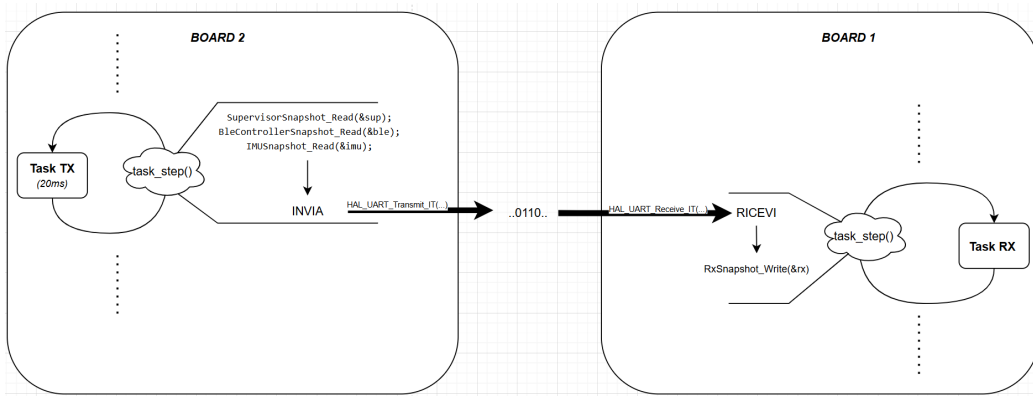 BOARD 2
SupervisorSnapshot_Read(&sup);
BleControllerSnapshot_Read(&ble);
IMUSnapshot_Read(&imu);
Task TX
(20ms)
task_step()
INVIA
HAL_UART_Transmit_IT(...)
..0110..
HAL_UART_Receive_IT(...)
BOARD 1
RICEVI
RxSnapshot_Write(&rx)
task_step()
Task RX